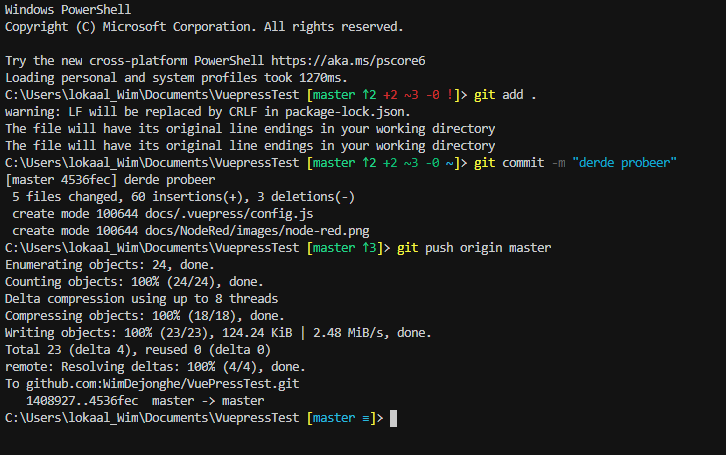 Windows PowerShell
Copyright (C) Microsoft Corporation. All rights reserved.
Try the new cross-platform PowerShell https://aka.ms/pscore6
Loading personal and system profiles took 1270ms.
C:\Users\lokaal_Wim\Documents\VuepressTest [master ↑2 +2 ~3 -0 !]> git add .
warning: LF will be replaced by CRLF in package-lock.json.
The file will have its original line endings in your working directory
The file will have its original line endings in your working directory
C:\Users\lokaal_Wim\Documents\VuepressTest [master ↑2 +2 ~3 -0 ~]> git commit -m "derde probeer"
[master 4536fec] derde probeer
 5 files changed, 60 insertions(+), 3 deletions(-)
 create mode 100644 docs/.vuepress/config.js
 create mode 100644 docs/NodeRed/images/node-red.png
C:\Users\lokaal_Wim\Documents\VuepressTest [master ↑3]> git push origin master
Enumerating objects: 24, done.
Counting objects: 100% (24/24), done.
Delta compression using up to 8 threads
Compressing objects: 100% (18/18), done.
Writing objects: 100% (23/23), 124.24 KiB | 2.48 MiB/s, done.
Total 23 (delta 4), reused 0 (delta 0)
remote: Resolving deltas: 100% (4/4), done.
To github.com:WimDejonghe/VuePressTest.git
   1408927..4536fec  master -> master
C:\Users\lokaal_Wim\Documents\VuepressTest [master ≡]>